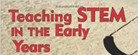 Teaching STEM
IN THE Early
Years